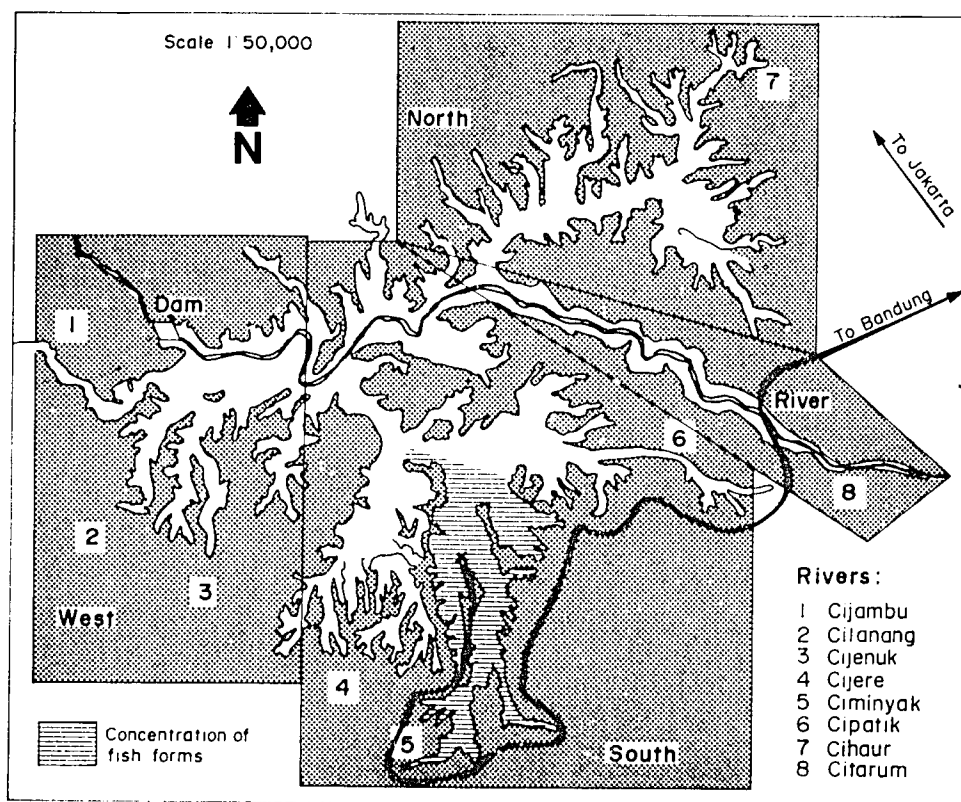 Scale 1:50,000
N
North
7
To Jakarta
Dam
1
To Bandung
River
6
8
2
3
West
4
5
South
Rivers:
1 Cijambu
2 Cilanang
3 Cijenuk
4 Cijere
5 Ciminyak
6 Cipatik
7 Cihaur
8 Citarum
Concentration of
fish forms